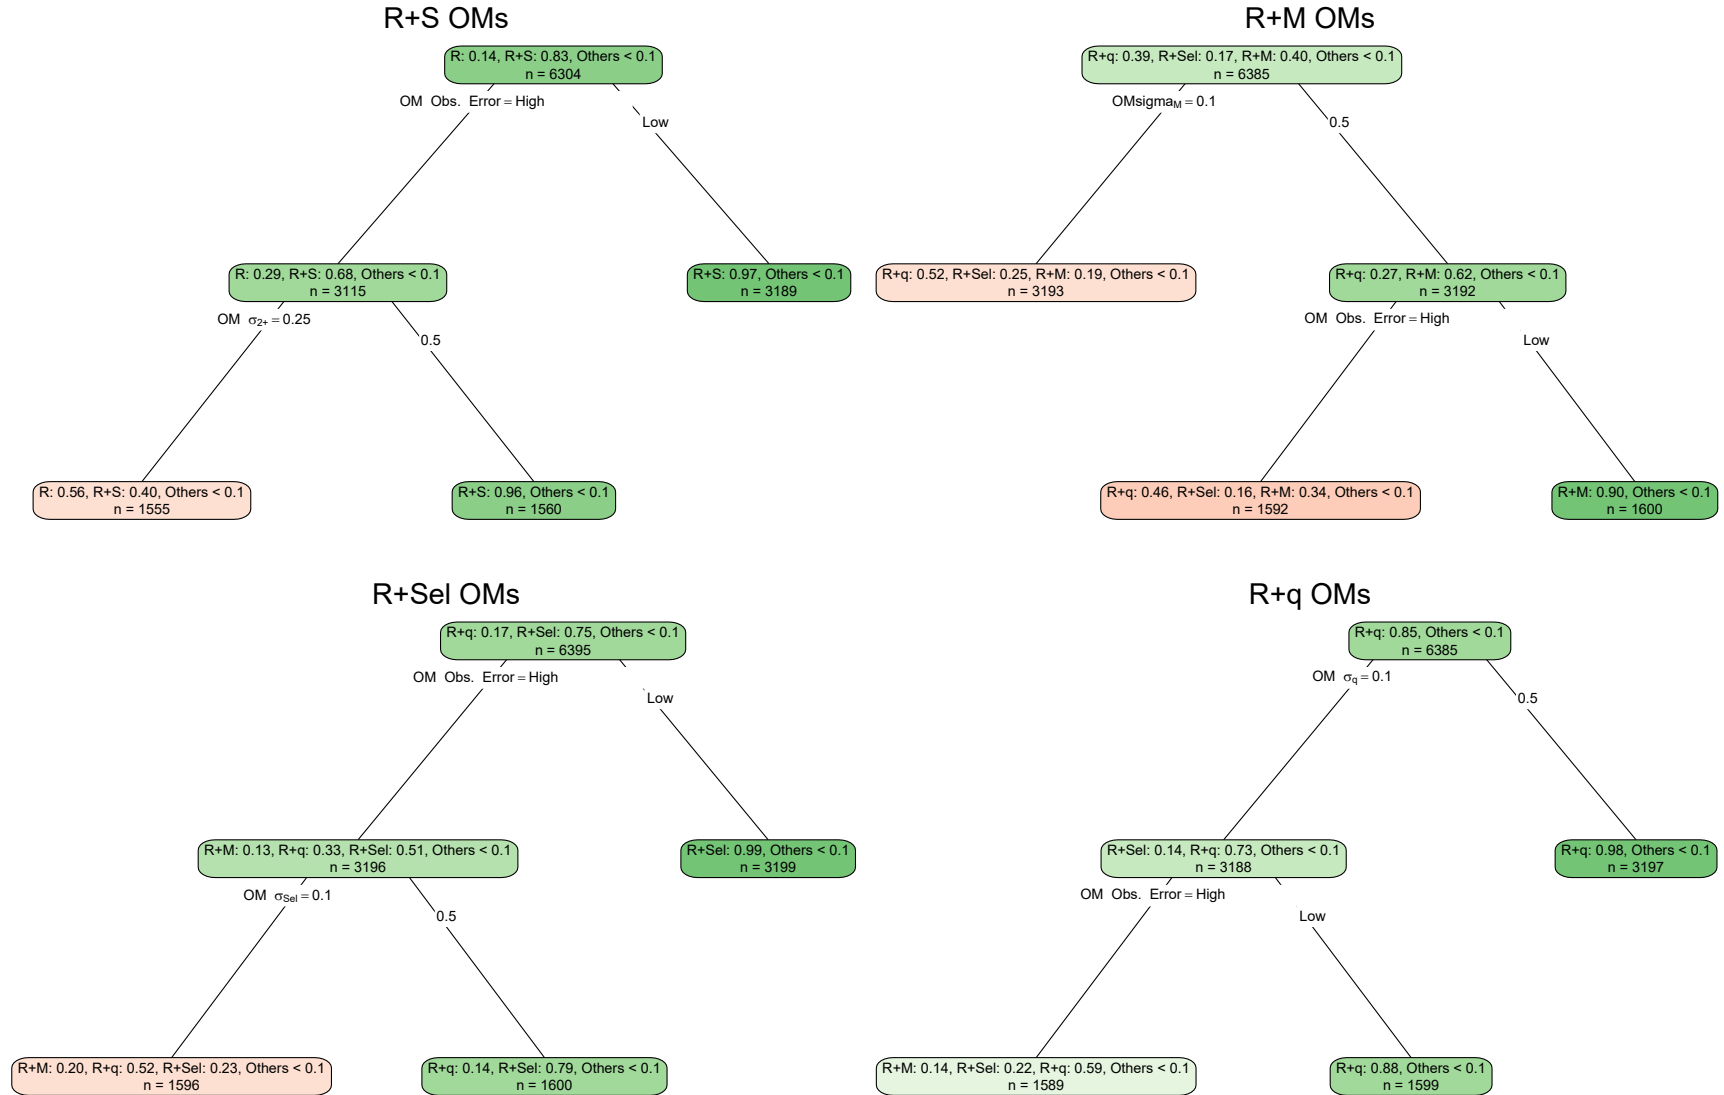 R+S OMs
R: 0.14, R+S: 0.83, Others < 0.1
n = 6304
OM Obs. Error = High
Low
R: 0.29, R+S: 0.68, Others < 0.1
n = 3115
R+S: 0.97, Others < 0.1
n = 3189
OM σ2+ = 0.25
0.5
R: 0.56, R+S: 0.40, Others < 0.1
n = 1555
R+S: 0.96, Others < 0.1
n = 1560
R+M OMs
R+q: 0.39, R+Sel: 0.17, R+M: 0.40, Others < 0.1
n = 6385
OMsigmaM = 0.1
0.5
R+q: 0.52, R+Sel: 0.25, R+M: 0.19, Others < 0.1
n = 3193
R+q: 0.27, R+M: 0.62, Others < 0.1
n = 3192
OM Obs. Error = High
Low
R+q: 0.46, R+Sel: 0.16, R+M: 0.34, Others < 0.1
n = 1592
R+M: 0.90, Others < 0.1
n = 1600
R+Sel OMs
R+q: 0.17, R+Sel: 0.75, Others < 0.1
n = 6395
OM Obs. Error = High
Low
R+M: 0.13, R+q: 0.33, R+Sel: 0.51, Others < 0.1
n = 3196
R+Sel: 0.99, Others < 0.1
n = 3199
OM σSel = 0.1
0.5
R+M: 0.20, R+q: 0.52, R+Sel: 0.23, Others < 0.1
n = 1596
R+q: 0.14, R+Sel: 0.79, Others < 0.1
n = 1600
R+q OMs
R+q: 0.85, Others < 0.1
n = 6385
OM σq = 0.1
0.5
R+Sel: 0.14, R+q: 0.73, Others < 0.1
n = 3188
R+q: 0.98, Others < 0.1
n = 3197
OM Obs. Error = High
Low
R+M: 0.14, R+Sel: 0.22, R+q: 0.59, Others < 0.1
n = 1589
R+q: 0.88, Others < 0.1
n = 1599